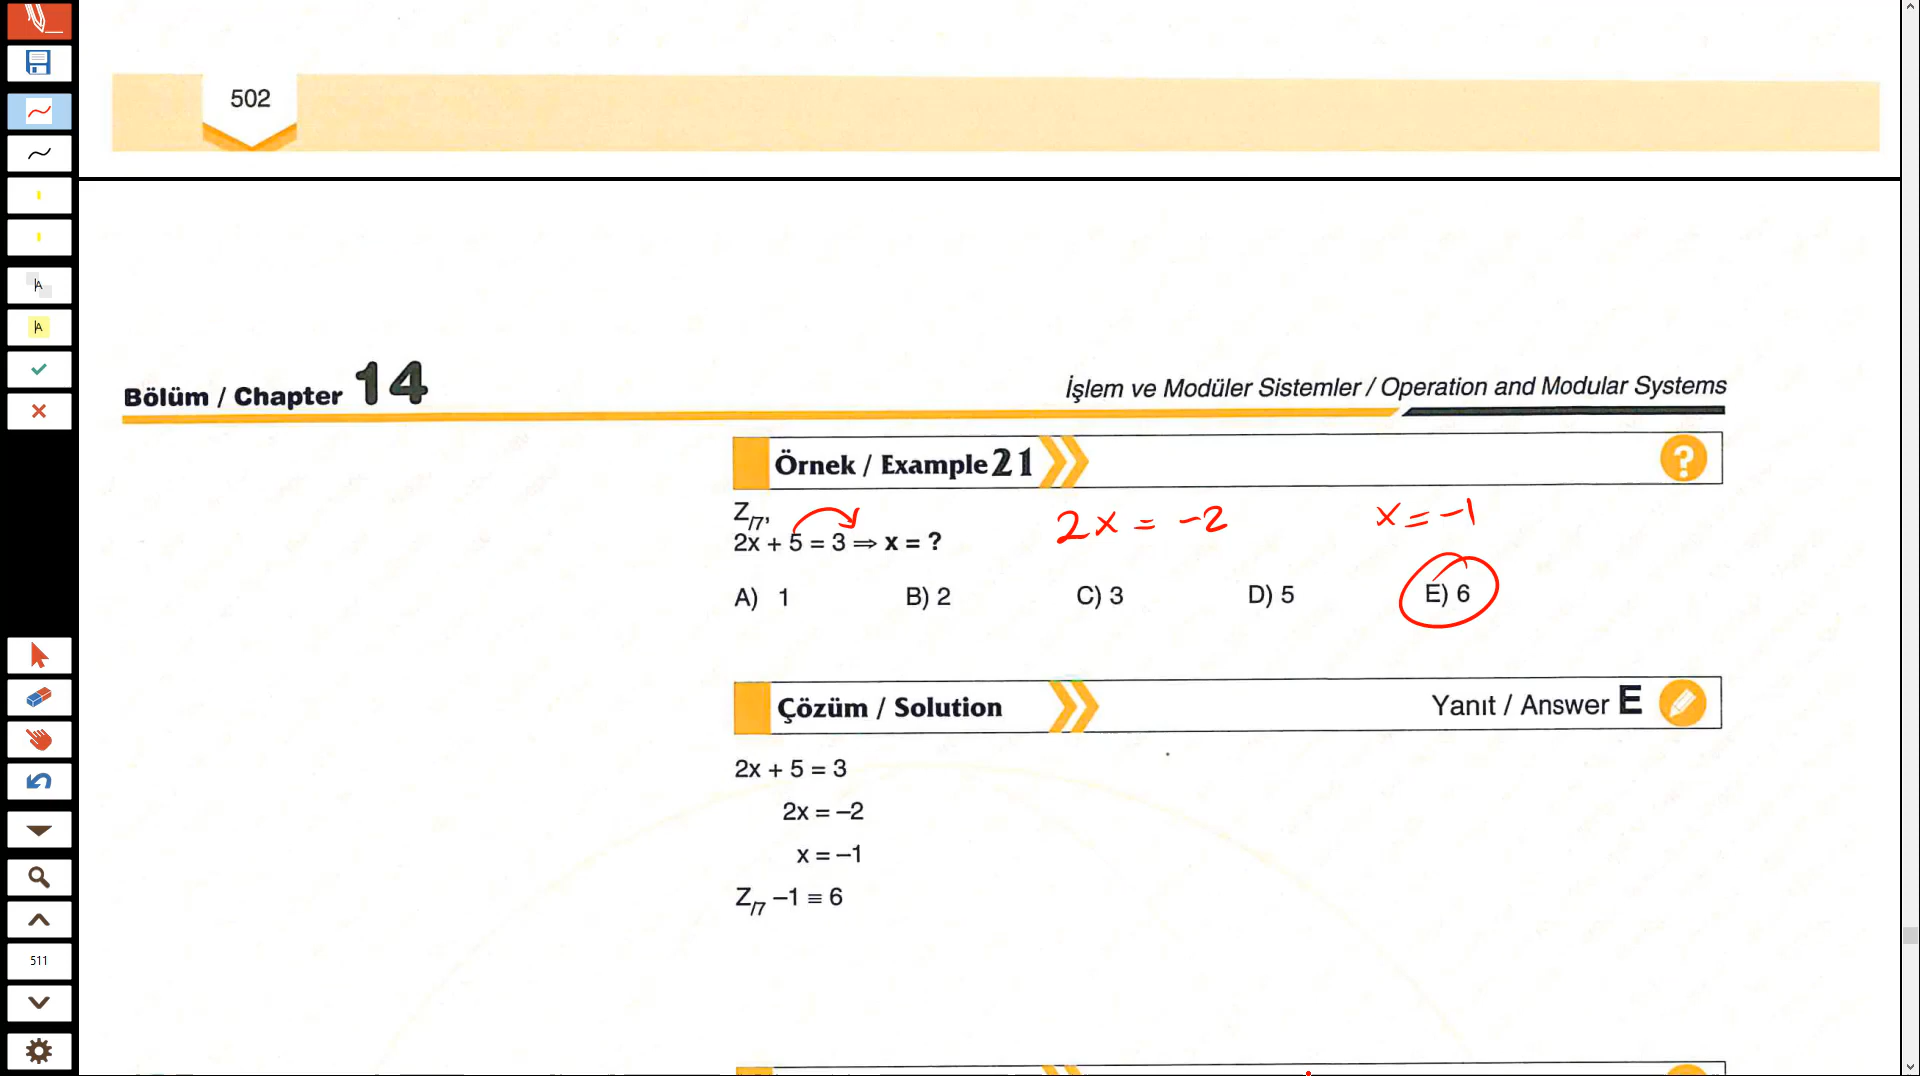 502
Bölüm / Chapter 14
İşlem ve Modüler Sistemler / Operation and Modular Systems
Örnek / Example 21
?
Z/7,
2x + 5 = 3 ⇒ x = ?
2x = -2
x = -1
A) 1 B) 2 C) 3 D) 5 E) 6
Çözüm / Solution
Yanıt / Answer E
2x + 5 = 3
2x = –2
x = –1
Z/7 –1 ≡ 6
A
A
511